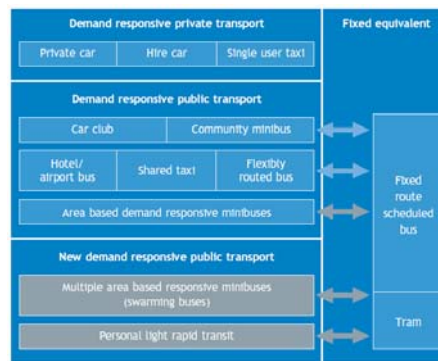 Demand responsive private transport
Fixed equivalent
Private car
Hire car
Single user taxi
Demand responsive public transport
Car club
Community minibus
Hotel/
airport bus
Shared taxi
Flexibly
routed bus
Area based demand responsive minibuses
Fixed
route
scheduled
bus
New demand responsive public transport
Multiple area based responsive minibuses
(swarming buses)
Personal light rapid transit
Tram